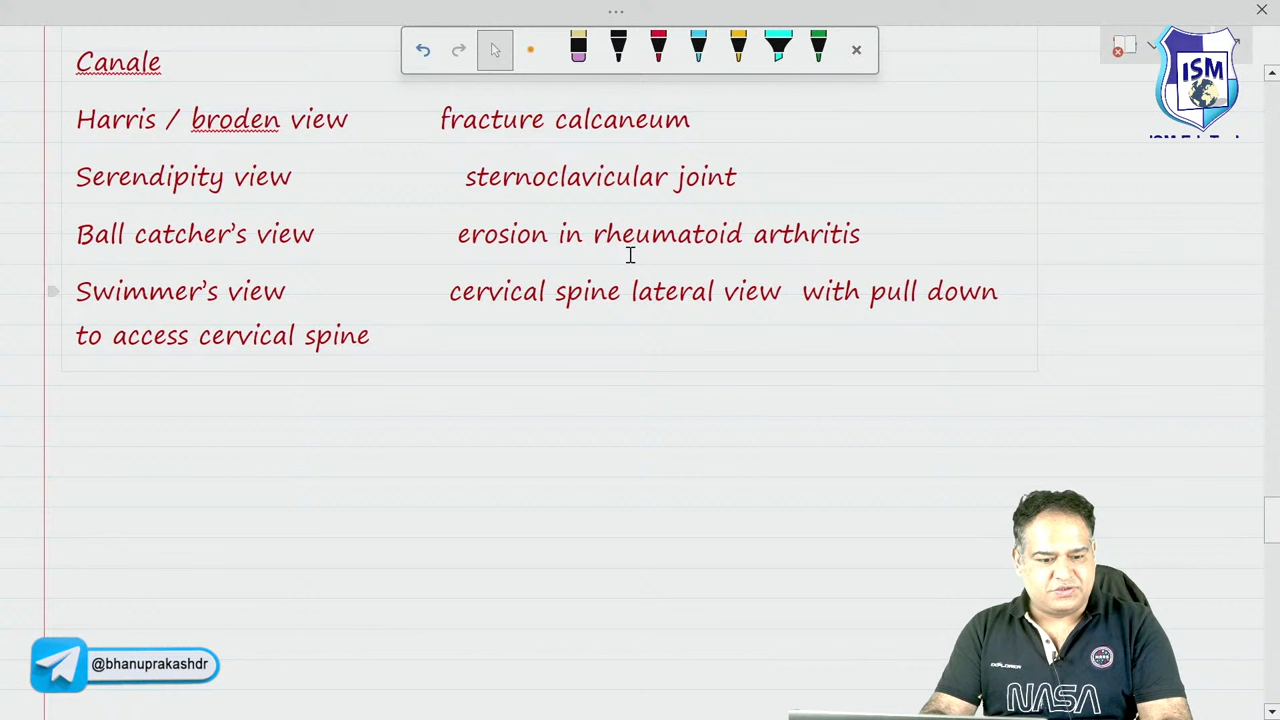 Canale
ISM
Harris / broden view fracture calcaneum
Serendipity view sternoclavicular joint
Ball catcher's view erosion in rheumatoid arthritis
Swimmer's view cervical spine lateral view with pull down
to access cervical spine
@bhanuprakashdr
EXPLORER
NASA